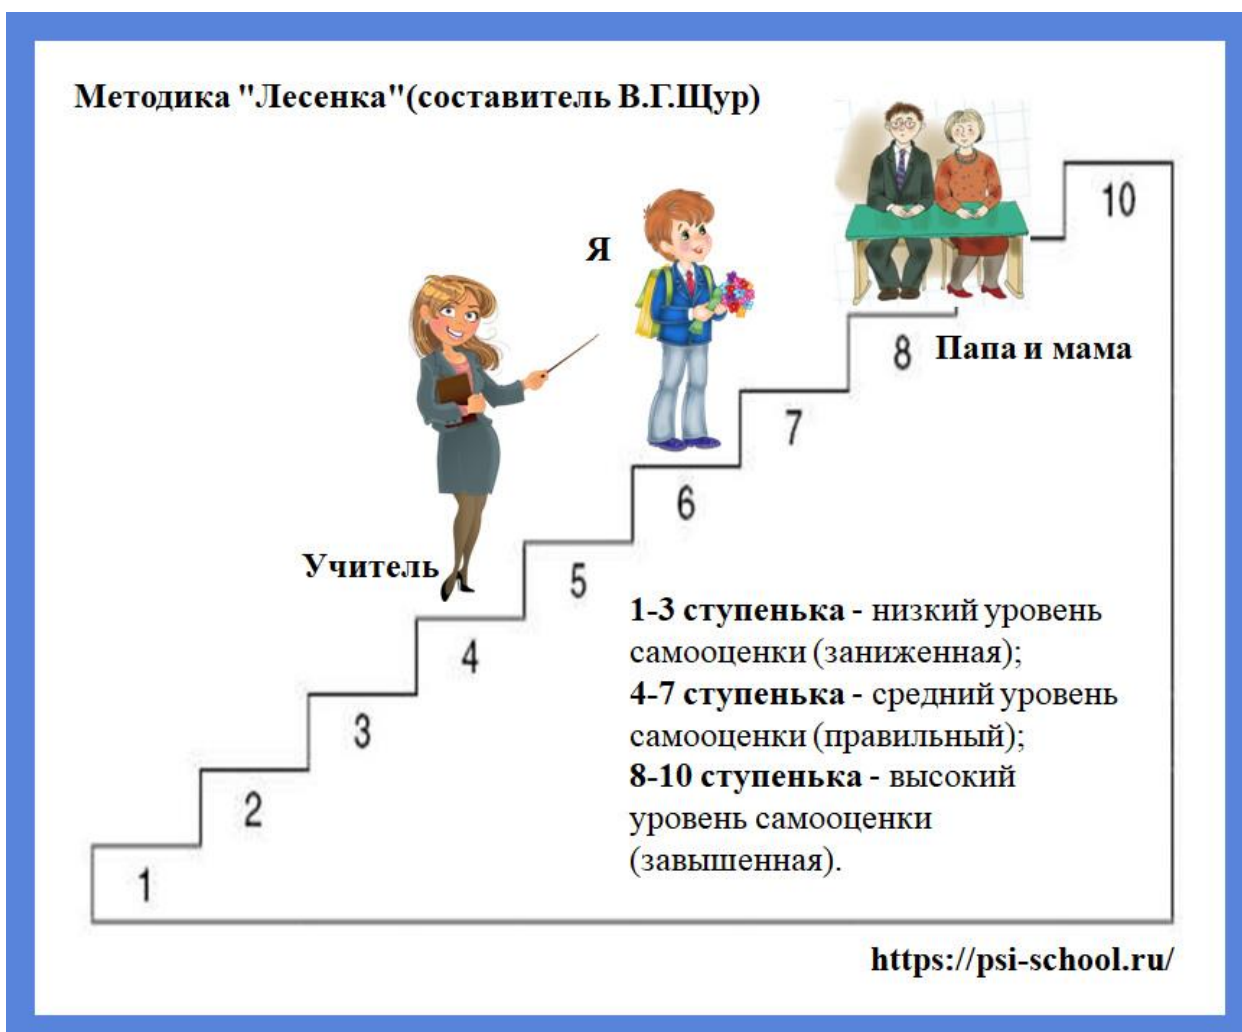 Методика "Лесенка"(составитель В.Г.Щур)
10
Я
8
Папа и мама
7
6
Учитель
5
1-3 ступенька - низкий уровень
самооценки (заниженная);
4
4-7 ступенька - средний уровень
3
самооценки (правильный);
8-10 ступенька - высокий
2
уровень самооценки
(завышенная).
1
https://psi-school.ru/